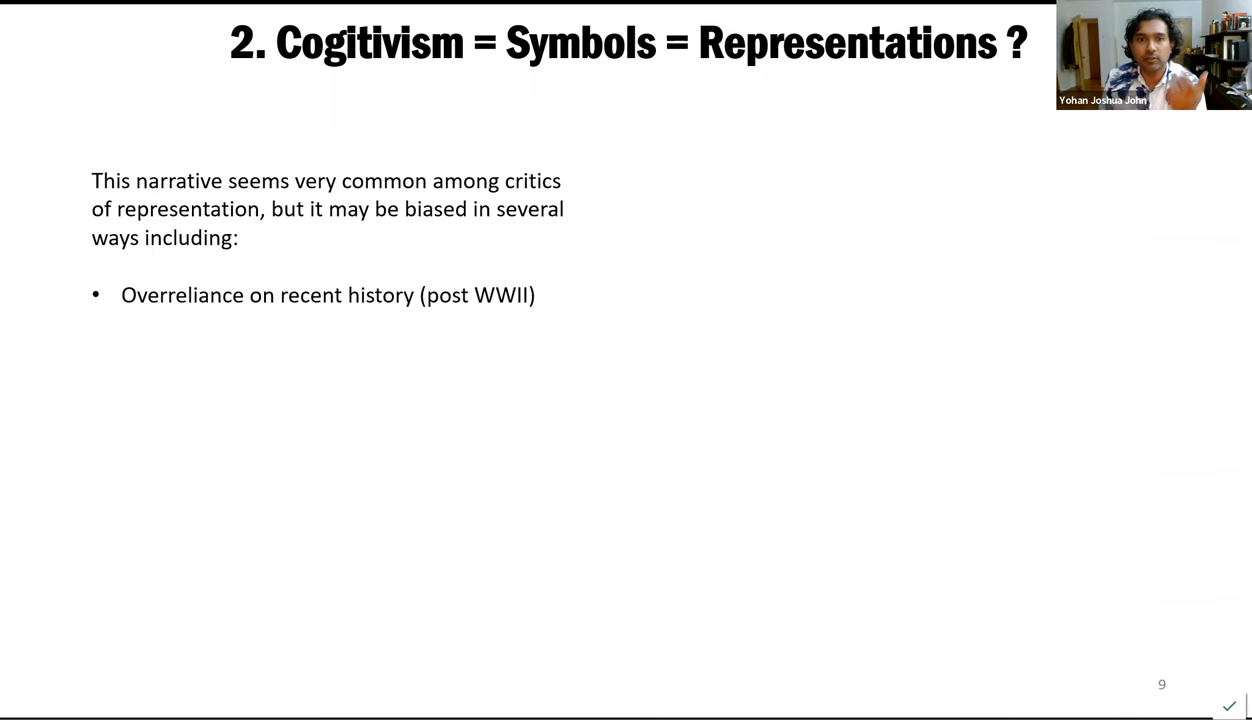 2. Cogitivism = Symbols = Representations ?
Yohan Joshua John
This narrative seems very common among critics
of representation, but it may be biased in several
ways including:
• Overreliance on recent history (post WWII)
9